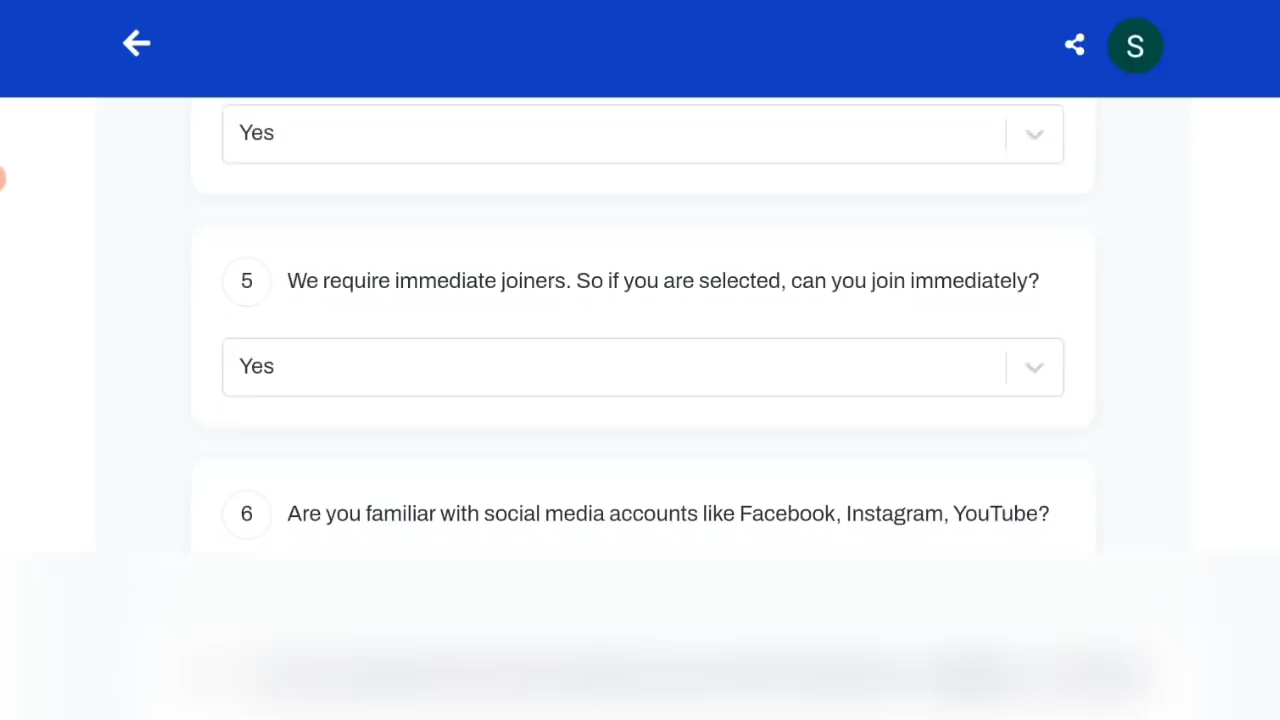 S
Yes
5
We require immediate joiners. So if you are selected, can you join immediately?
Yes
6
Are you familiar with social media accounts like Facebook, Instagram, YouTube?